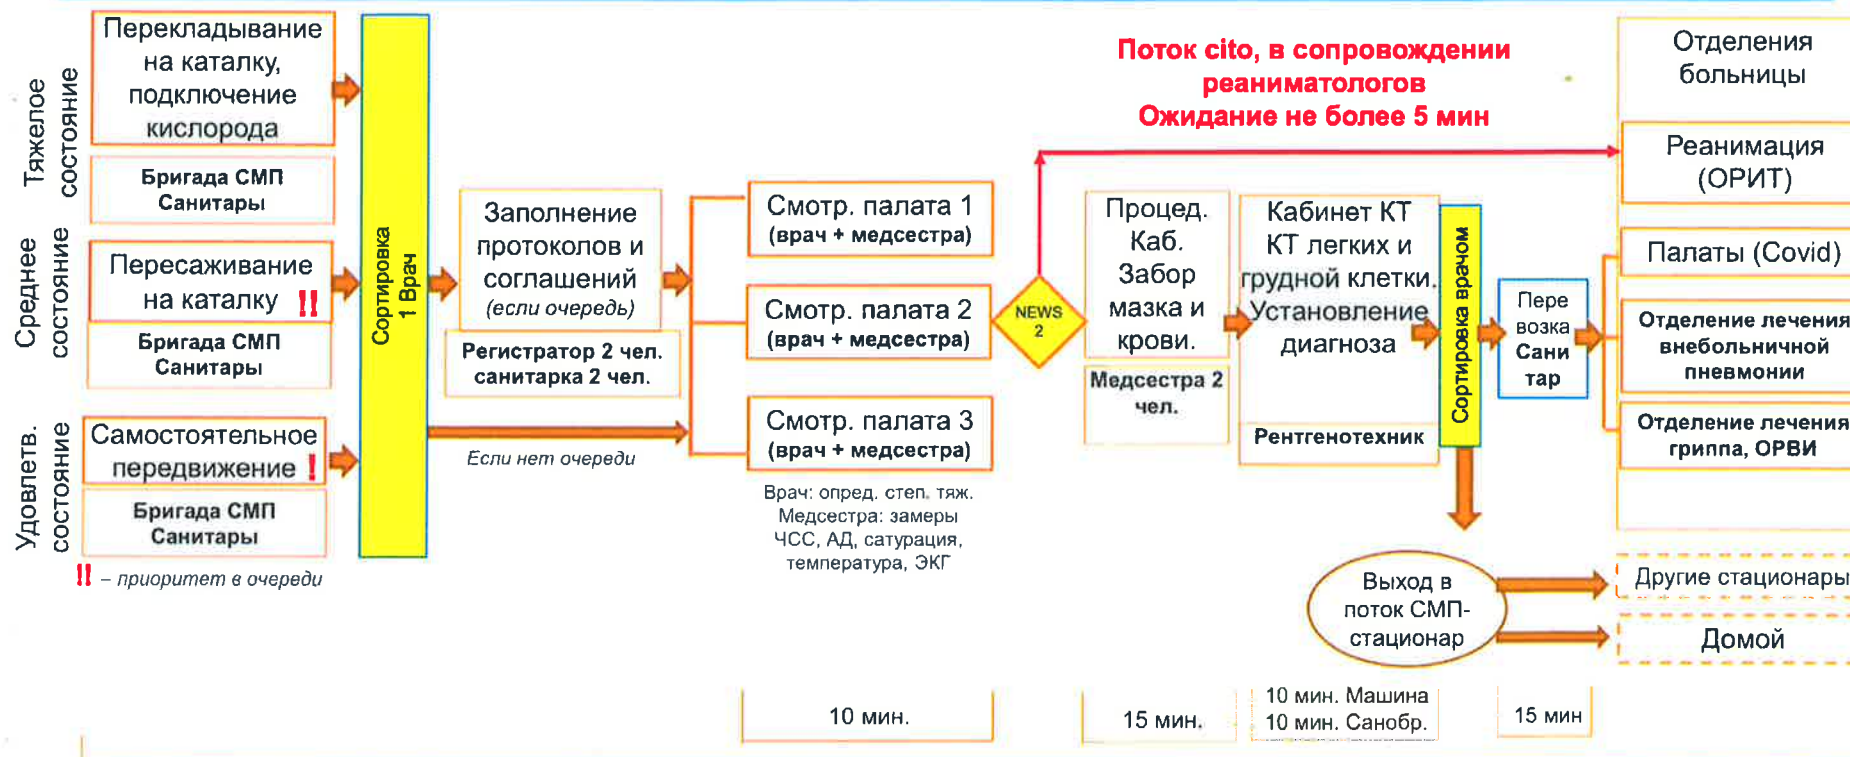 Тяжелое
состояние
Перекладывание
на каталку,
подключение
кислорода
Бригада СМП
Санитары
Среднее
состояние
Пересаживание
на каталку !!
Бригада СМП
Санитары
Удовлетв.
состояние
Самостоятельное
передвижение !
Бригада СМП
Санитары
!! – приоритет в очереди
Сортировка
1 Врач
Заполнение
протоколов и
соглашений
(если очередь)
Регистратор 2 чел.
санитарка 2 чел.
Если нет очереди
Смотр. палата 1
(врач + медсестра)
Смотр. палата 2
(врач + медсестра)
Смотр. палата 3
(врач + медсестра)
Врач: опред. степ. тяж.
Медсестра: замеры
ЧСС, АД, сатурация,
температура, ЭКГ
NEWS
2
Поток cito, в сопровождении
реаниматологов
Ожидание не более 5 мин
Процед.
Каб.
Забор
мазка и
крови.
Медсестра 2
чел.
Кабинет КТ
КТ легких и
грудной клетки.
Установление
диагноза
Рентгенотехник
Сортировка врачом
Пере
возка
Сани
тар
Отделения
больницы
Реанимация
(ОРИТ)
Палаты (Covid)
Отделение лечения
внебольничной
пневмонии
Отделение лечения
гриппа, ОРВИ
Выход в
поток СМП-
стационар
Другие стационары
Домой
10 мин.
15 мин.
10 мин. Машина
10 мин. Санобр.
15 мин